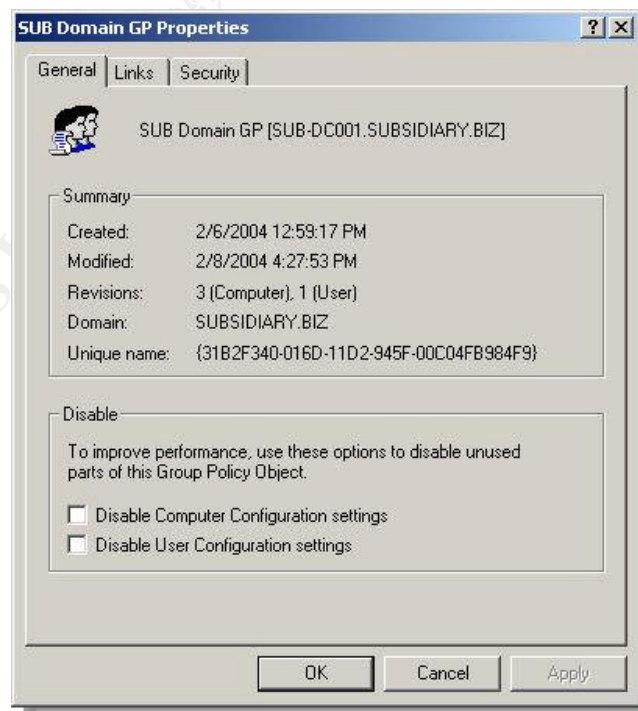 SUB Domain GP Properties
General
Links
Security
SUB Domain GP [SUB-DC001.SUBSIDIARY.BIZ]
Summary
Created: 2/6/2004 12:59:17 PM
Modified: 2/8/2004 4:27:53 PM
Revisions: 3 (Computer), 1 (User)
Domain: SUBSIDIARY.BIZ
Unique name: {31B2F340-016D-11D2-945F-00C04FB984F9}
Disable
To improve performance, use these options to disable unused
parts of this Group Policy Object.
Disable Computer Configuration settings
Disable User Configuration settings
OK
Cancel
Apply